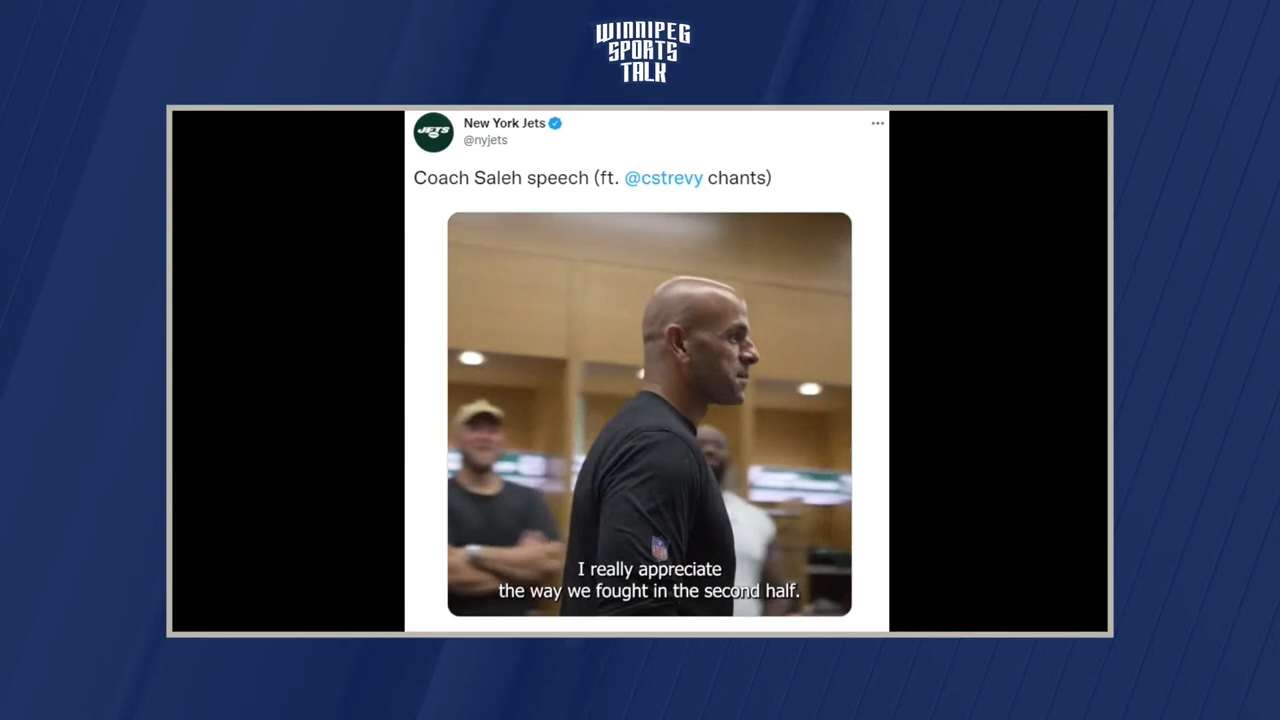 WINNIPEG
SPORTS
TALK
JETS
New York Jets
@nyjets
Coach Saleh speech (ft. @cstrevy chants)
I really appreciate
the way we fought in the second half.